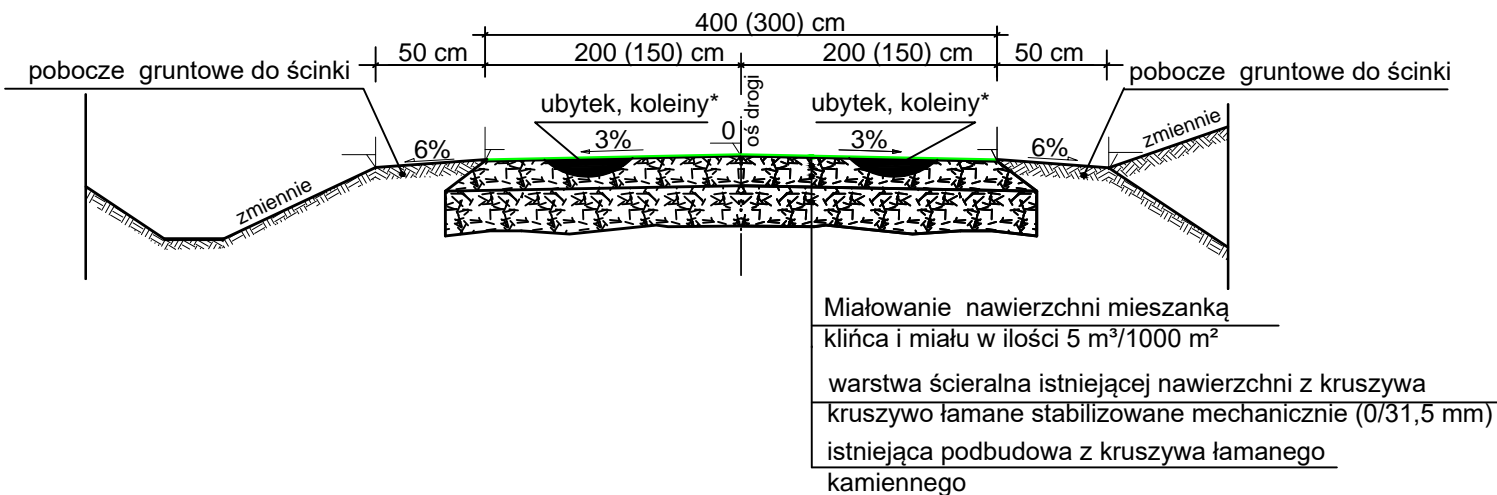 400 (300) cm
50 cm
200 (150) cm
200 (150) cm
50 cm
pobocze gruntowe do ścinki
pobocze gruntowe do ścinki
ubytek, koleiny*
oś drogi
ubytek, koleiny*
zmiennie
6%
3%
0
3%
6%
zmiennie
Miałowanie nawierzchni mieszanką
klińca i miału w ilości 5 m³/1000 m²
warstwa ścieralna istniejącej nawierzchni z kruszywa
kruszywo łamane stabilizowane mechanicznie (0/31,5 mm)
istniejąca podbudowa z kruszywa łamanego
kamiennego